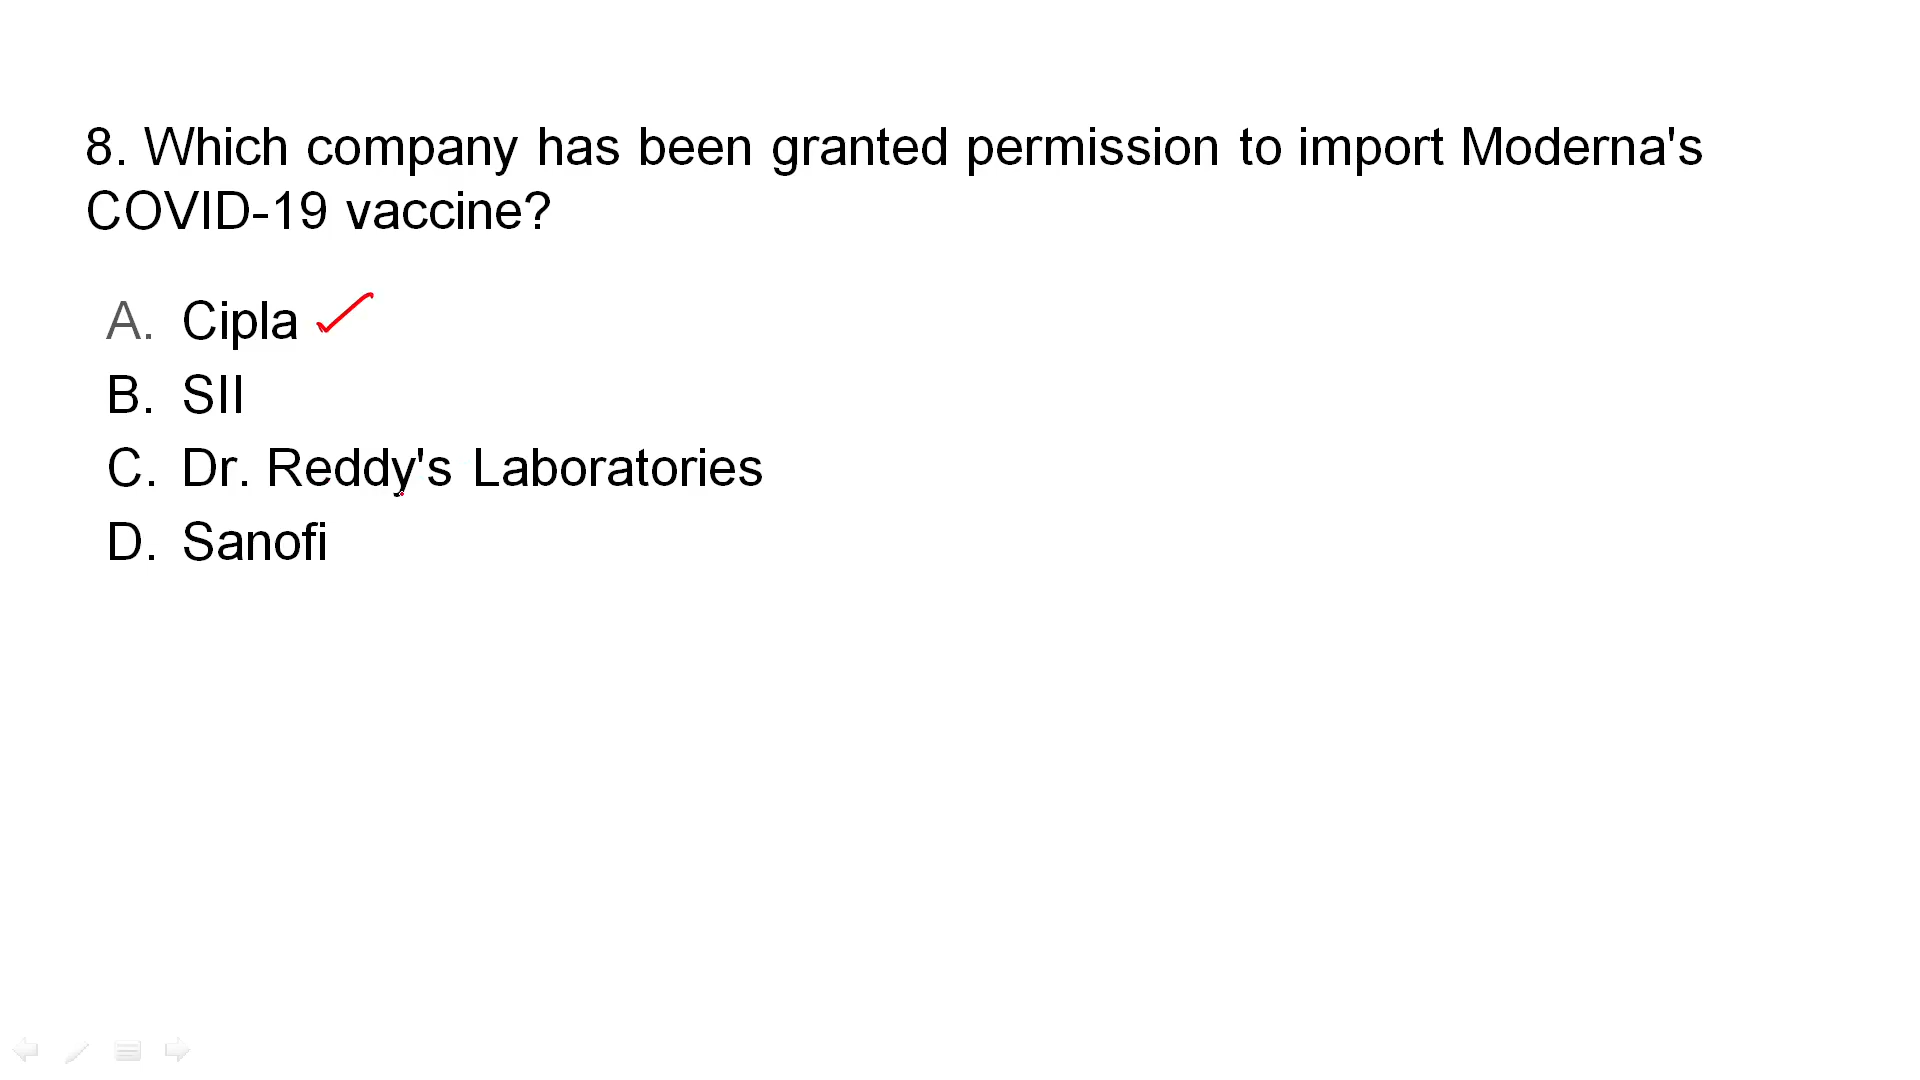 8. Which company has been granted permission to import Moderna's
COVID-19 vaccine?
A. Cipla
B. SII
C. Dr. Reddy's Laboratories
D. Sanofi